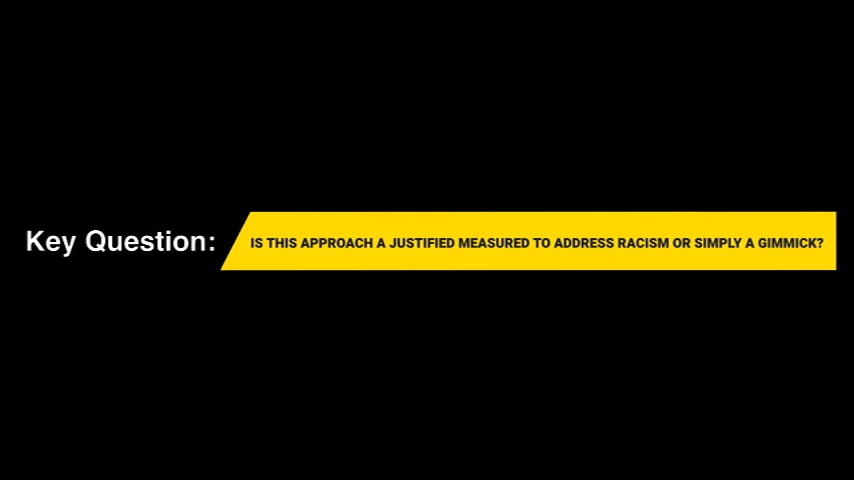 Key Question: IS THIS APPROACH A JUSTIFIED MEASURED TO ADDRESS RACISM OR SIMPLY A GIMMICK?